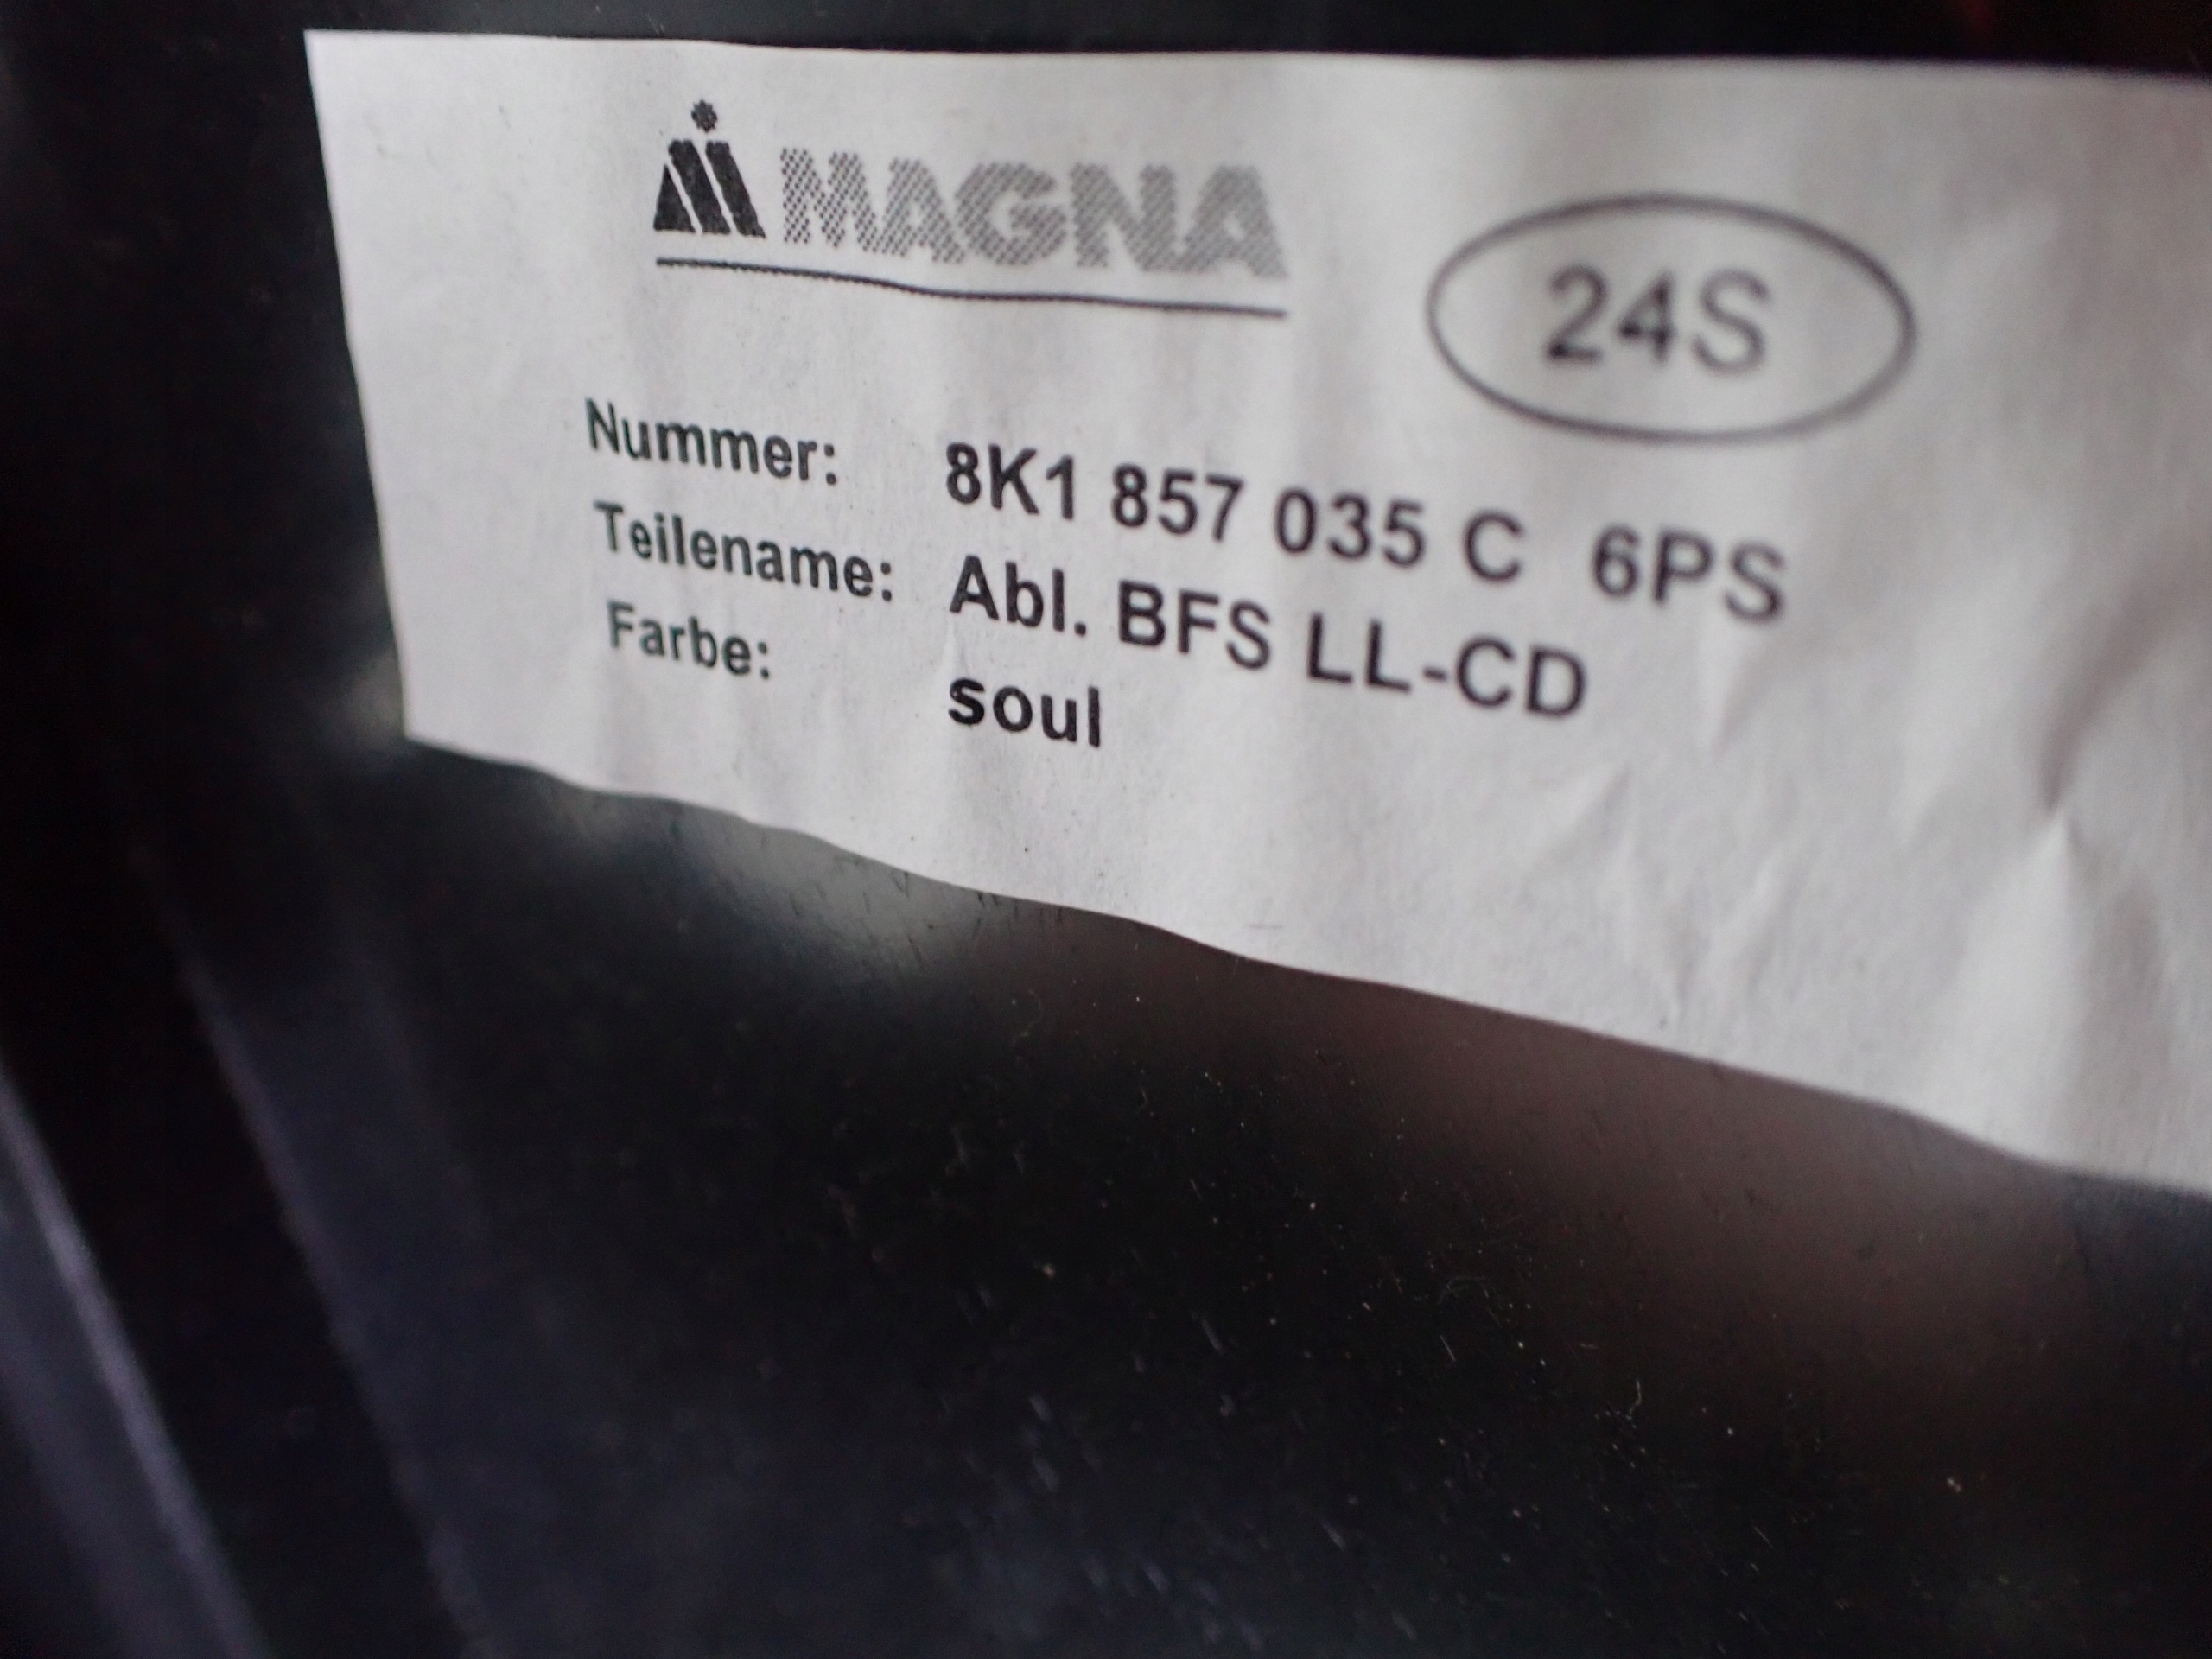 MAGNA
24S
Nummer: 8K1 857 035 C 6PS
Teilename: Abl. BFS LL-CD
Farbe: soul